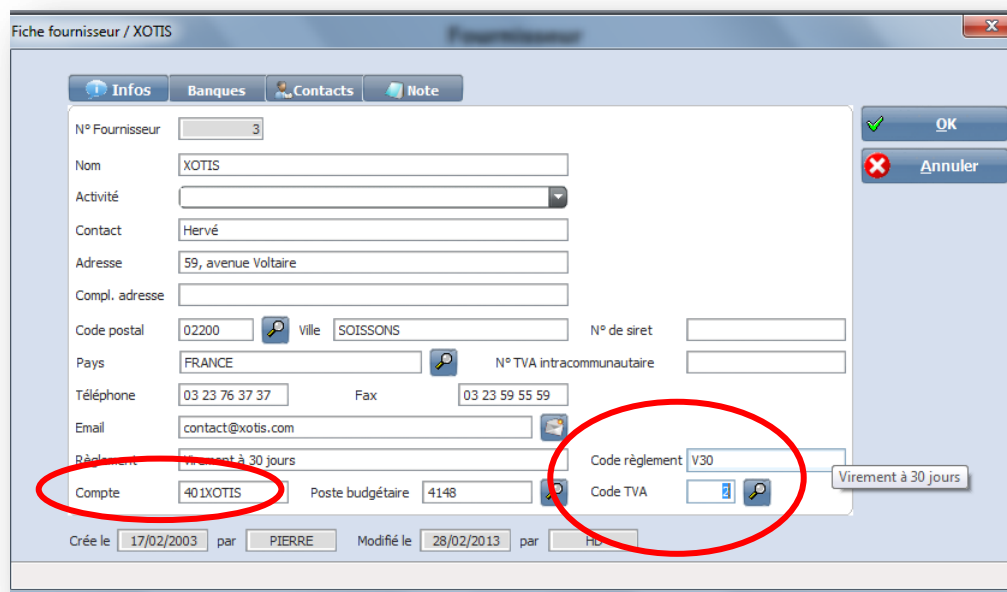 Fiche fournisseur / XOTIS
Fournisseur
Infos Banques Contacts Note
N° Fournisseur 3
OK
Nom XOTIS
Annuler
Activité
Contact Hervé
Adresse 59, avenue Voltaire
Compl. adresse
Code postal 02200 Ville SOISSONS N° de siret
Pays FRANCE N° TVA intracommunautaire
Téléphone 03 23 76 37 37 Fax 03 23 59 55 59
Email contact@xotis.com
Règlement Virement à 30 jours Code règlement V30
Virement à 30 jours
Compte 401XOTIS Poste budgétaire 4148 Code TVA 2
Crée le 17/02/2003 par PIERRE Modifié le 28/02/2013 par